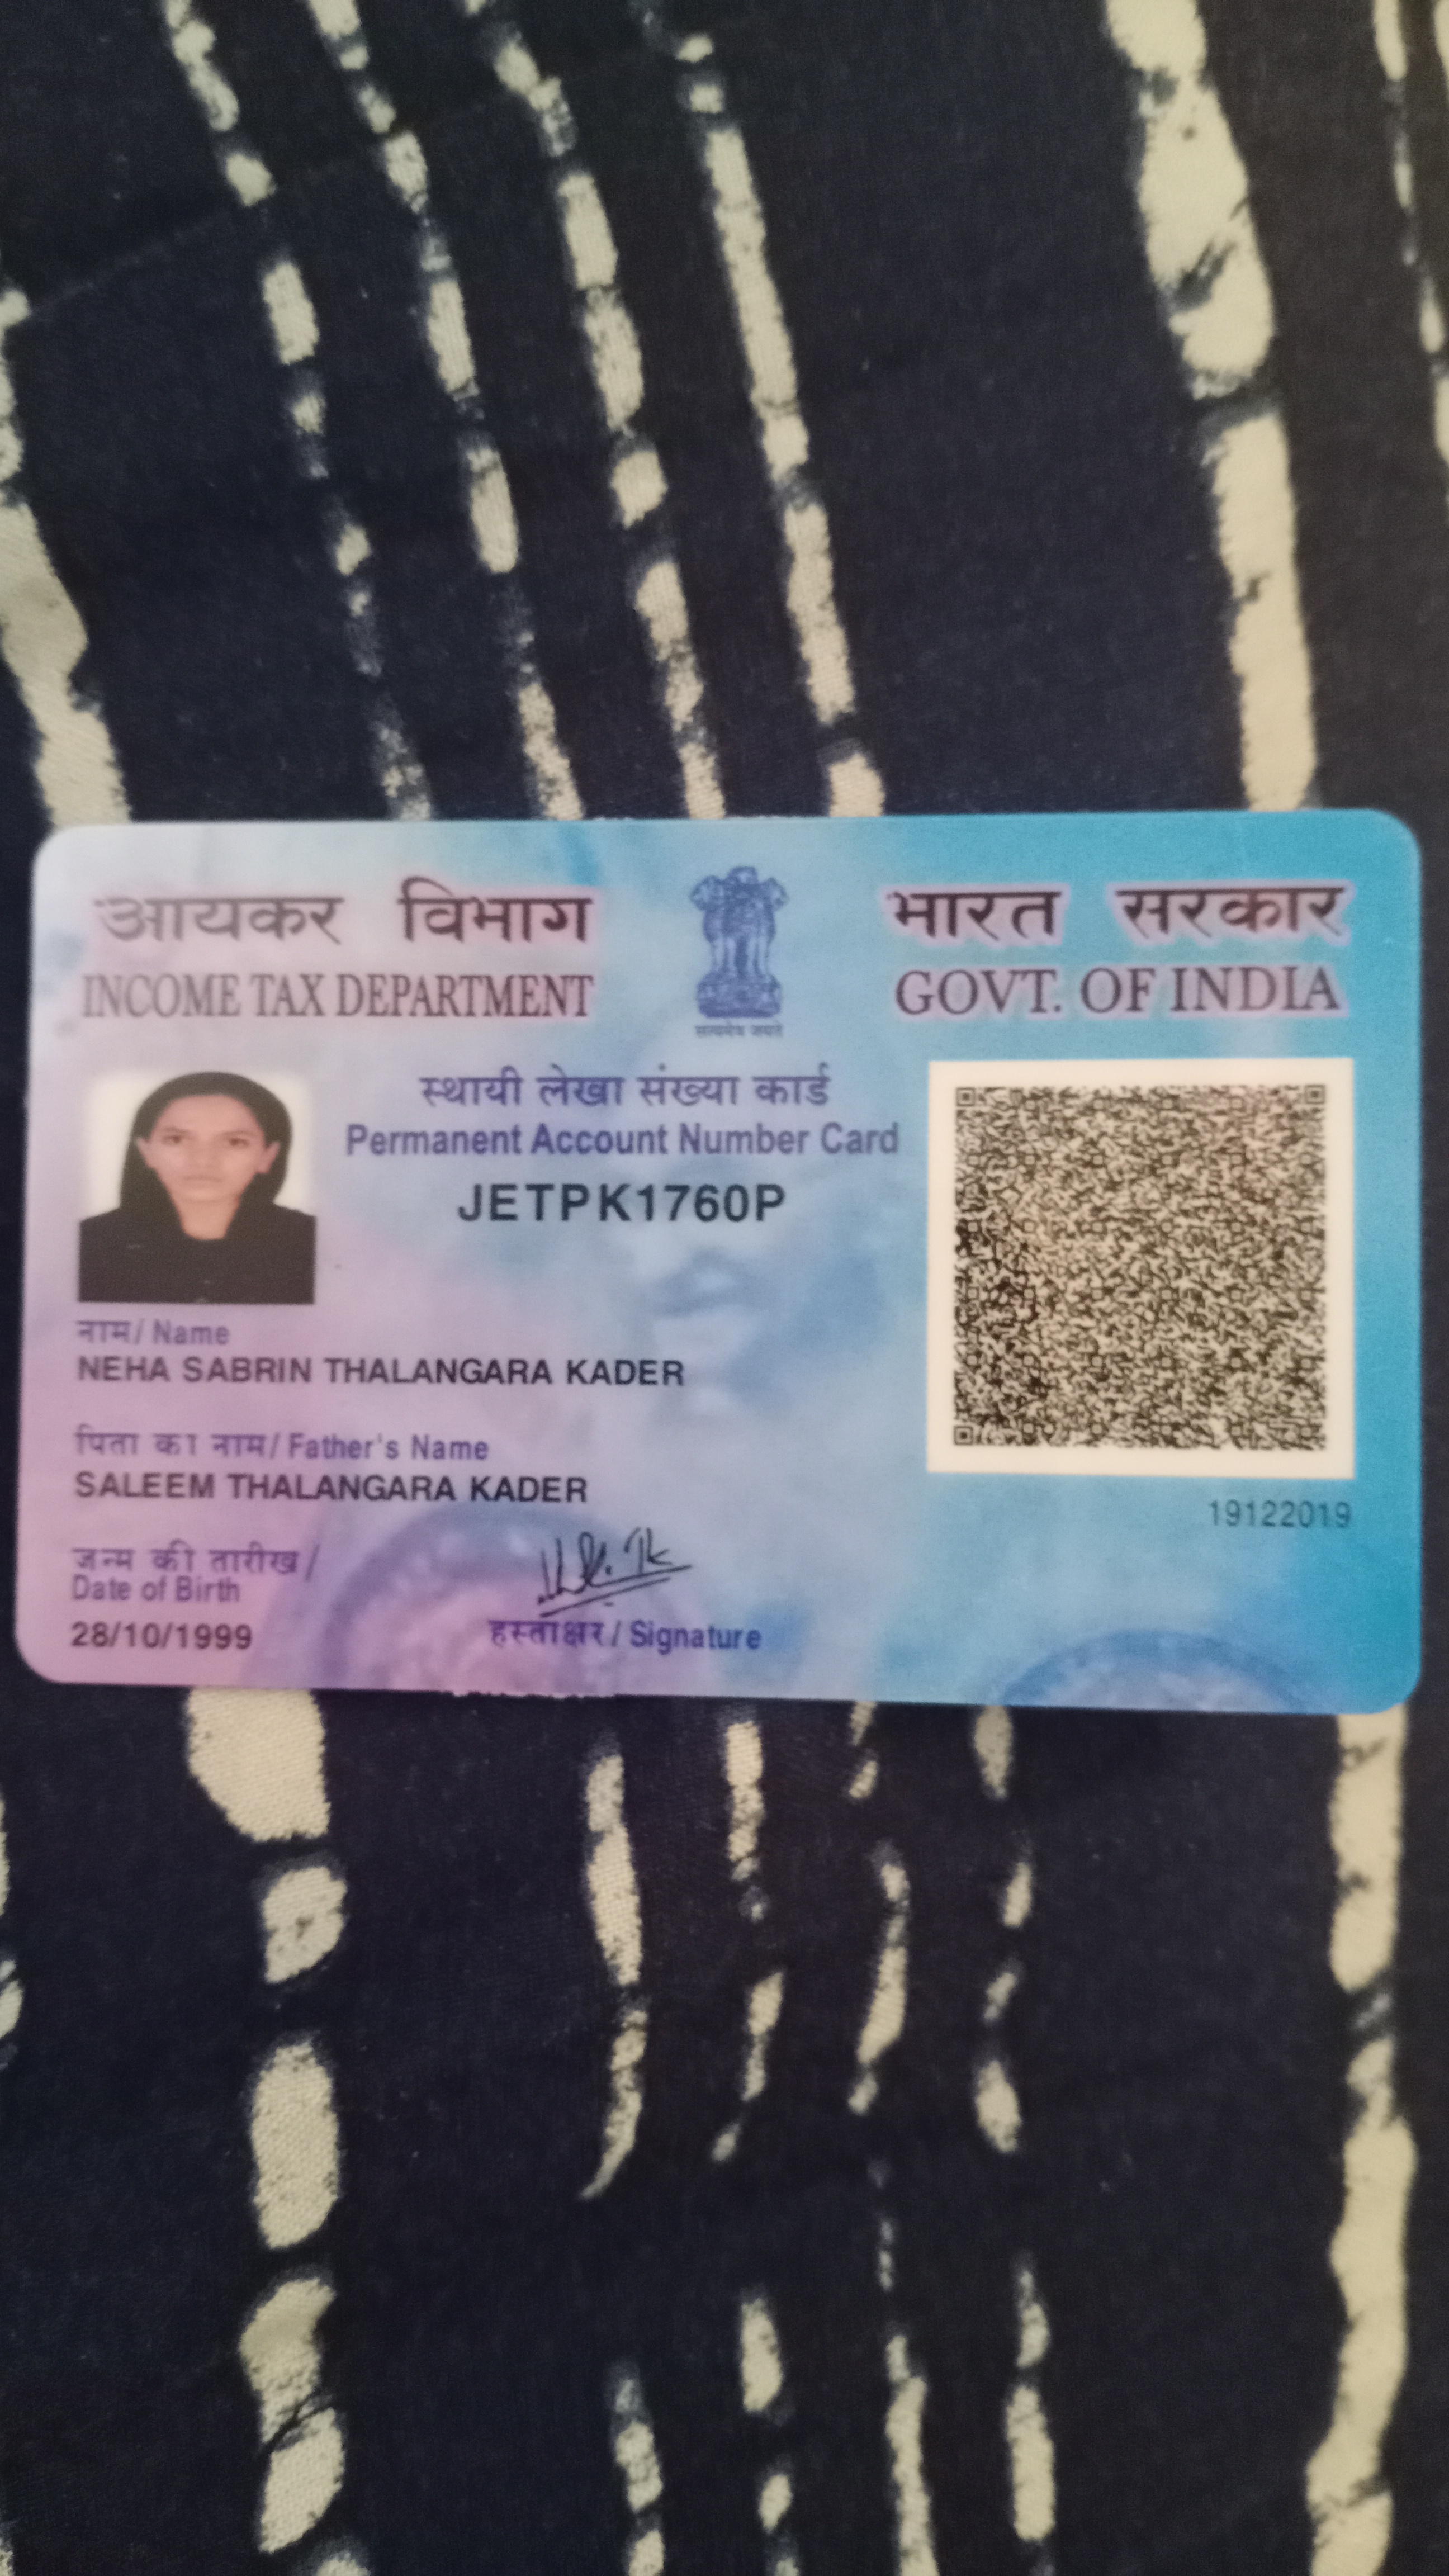 आयकर विभाग
INCOME TAX DEPARTMENT
भारत सरकार
GOVT. OF INDIA
सत्यमेव जयते
स्थायी लेखा संख्या कार्ड
Permanent Account Number Card
JETPK1760P
नाम/ Name
NEHA SABRIN THALANGARA KADER
पिता का नाम/ Father's Name
SALEEM THALANGARA KADER
19122019
जन्म की तारीख/
Date of Birth
28/10/1999
हस्ताक्षर/ Signature